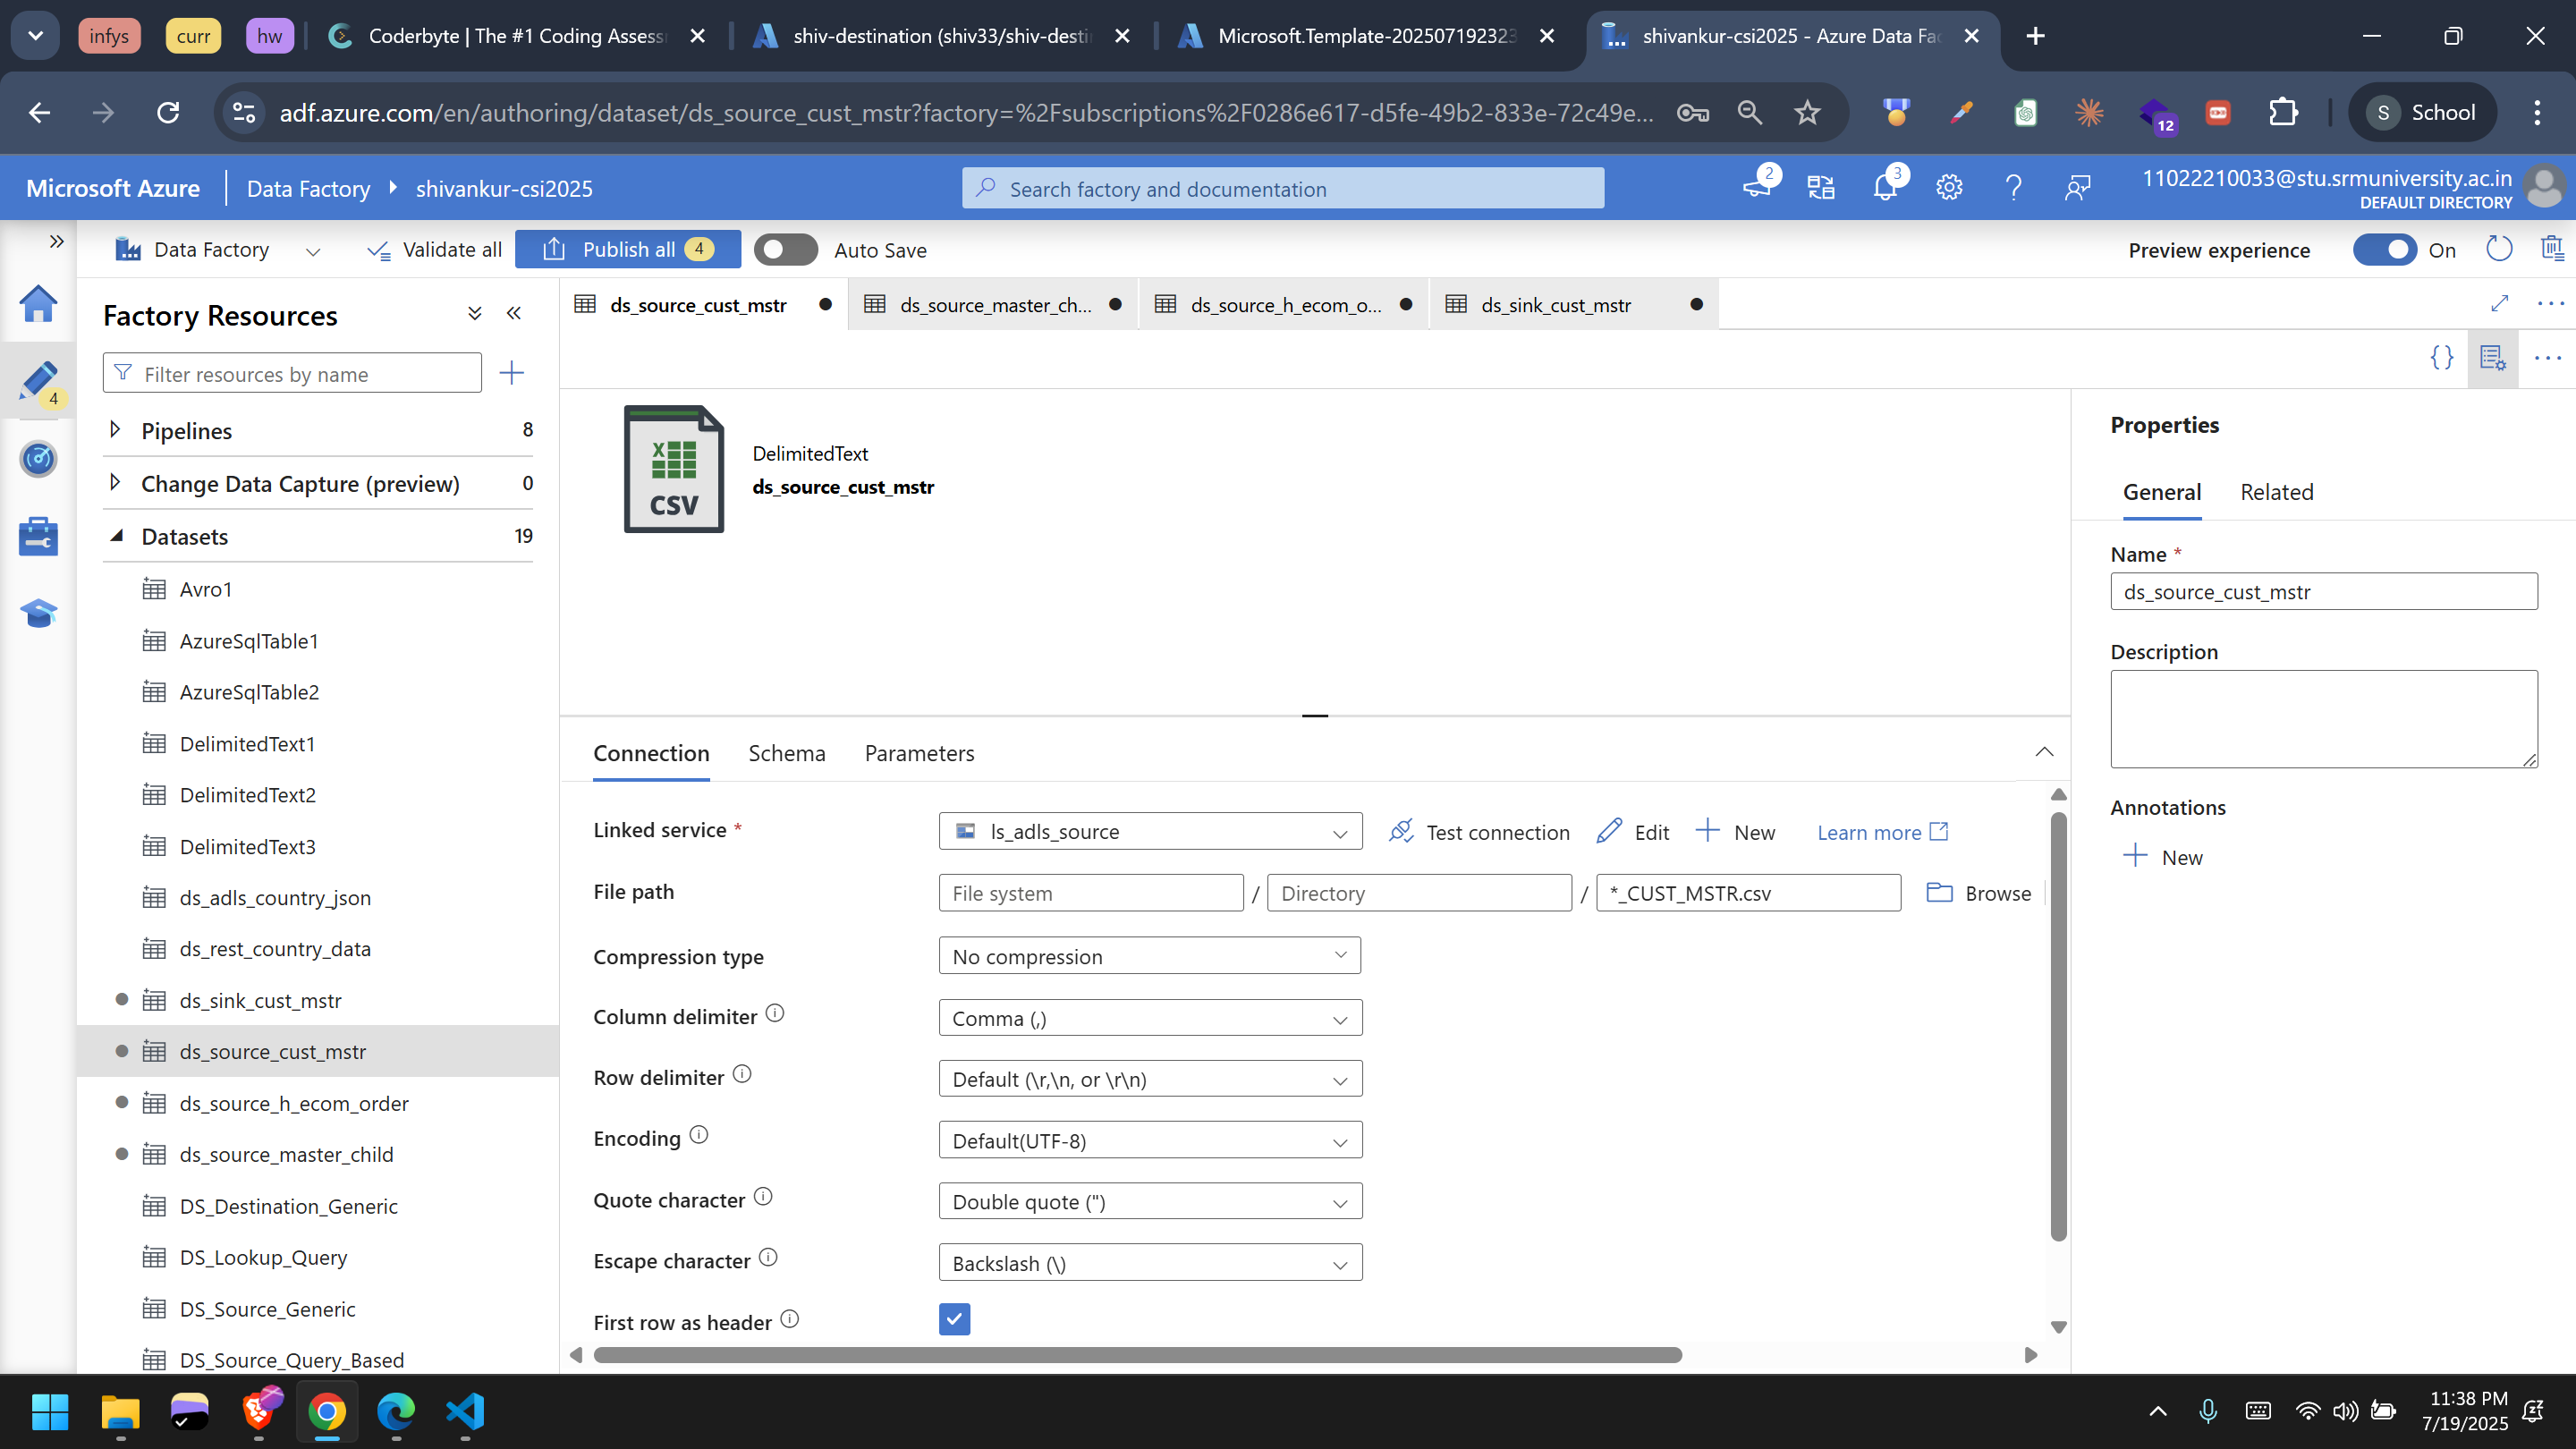 infys
curr
hw
Coderbyte | The #1 Coding Assess
shiv-destination (shiv33/shiv-desti
Microsoft.Template-202507192323
shivankur-csi2025 - Azure Data Fac
adf.azure.com/en/authoring/dataset/ds_source_cust_mstr?factory=%2Fsubscriptions%2F0286e617-d5fe-49b2-833e-72c49e...
12
S
School
Microsoft Azure
Data Factory
shivankur-csi2025
Search factory and documentation
2
3
11022210033@stu.srmuniversity.ac.in
DEFAULT DIRECTORY
Data Factory
Validate all
Publish all 4
Auto Save
Preview experience
On
4
Factory Resources
Filter resources by name
Pipelines 8
Change Data Capture (preview) 0
Datasets 19
Avro1
AzureSqlTable1
AzureSqlTable2
DelimitedText1
DelimitedText2
DelimitedText3
ds_adls_country_json
ds_rest_country_data
ds_sink_cust_mstr
ds_source_cust_mstr
ds_source_h_ecom_order
ds_source_master_child
DS_Destination_Generic
DS_Lookup_Query
DS_Source_Generic
DS_Source_Query_Based
ds_source_cust_mstr
ds_source_master_ch...
ds_source_h_ecom_o...
ds_sink_cust_mstr
{}
X
CSV
DelimitedText
ds_source_cust_mstr
Connection
Schema
Parameters
Linked service *
ls_adls_source
Test connection
Edit
New
Learn more
File path
File system / Directory / *_CUST_MSTR.csv
Browse
Compression type
No compression
Column delimiter
Comma (,)
Row delimiter
Default (\r,\n, or \r\n)
Encoding
Default(UTF-8)
Quote character
Double quote (")
Escape character
Backslash (\)
First row as header
Properties
General
Related
Name *
ds_source_cust_mstr
Description
Annotations
New
11:38 PM
7/19/2025